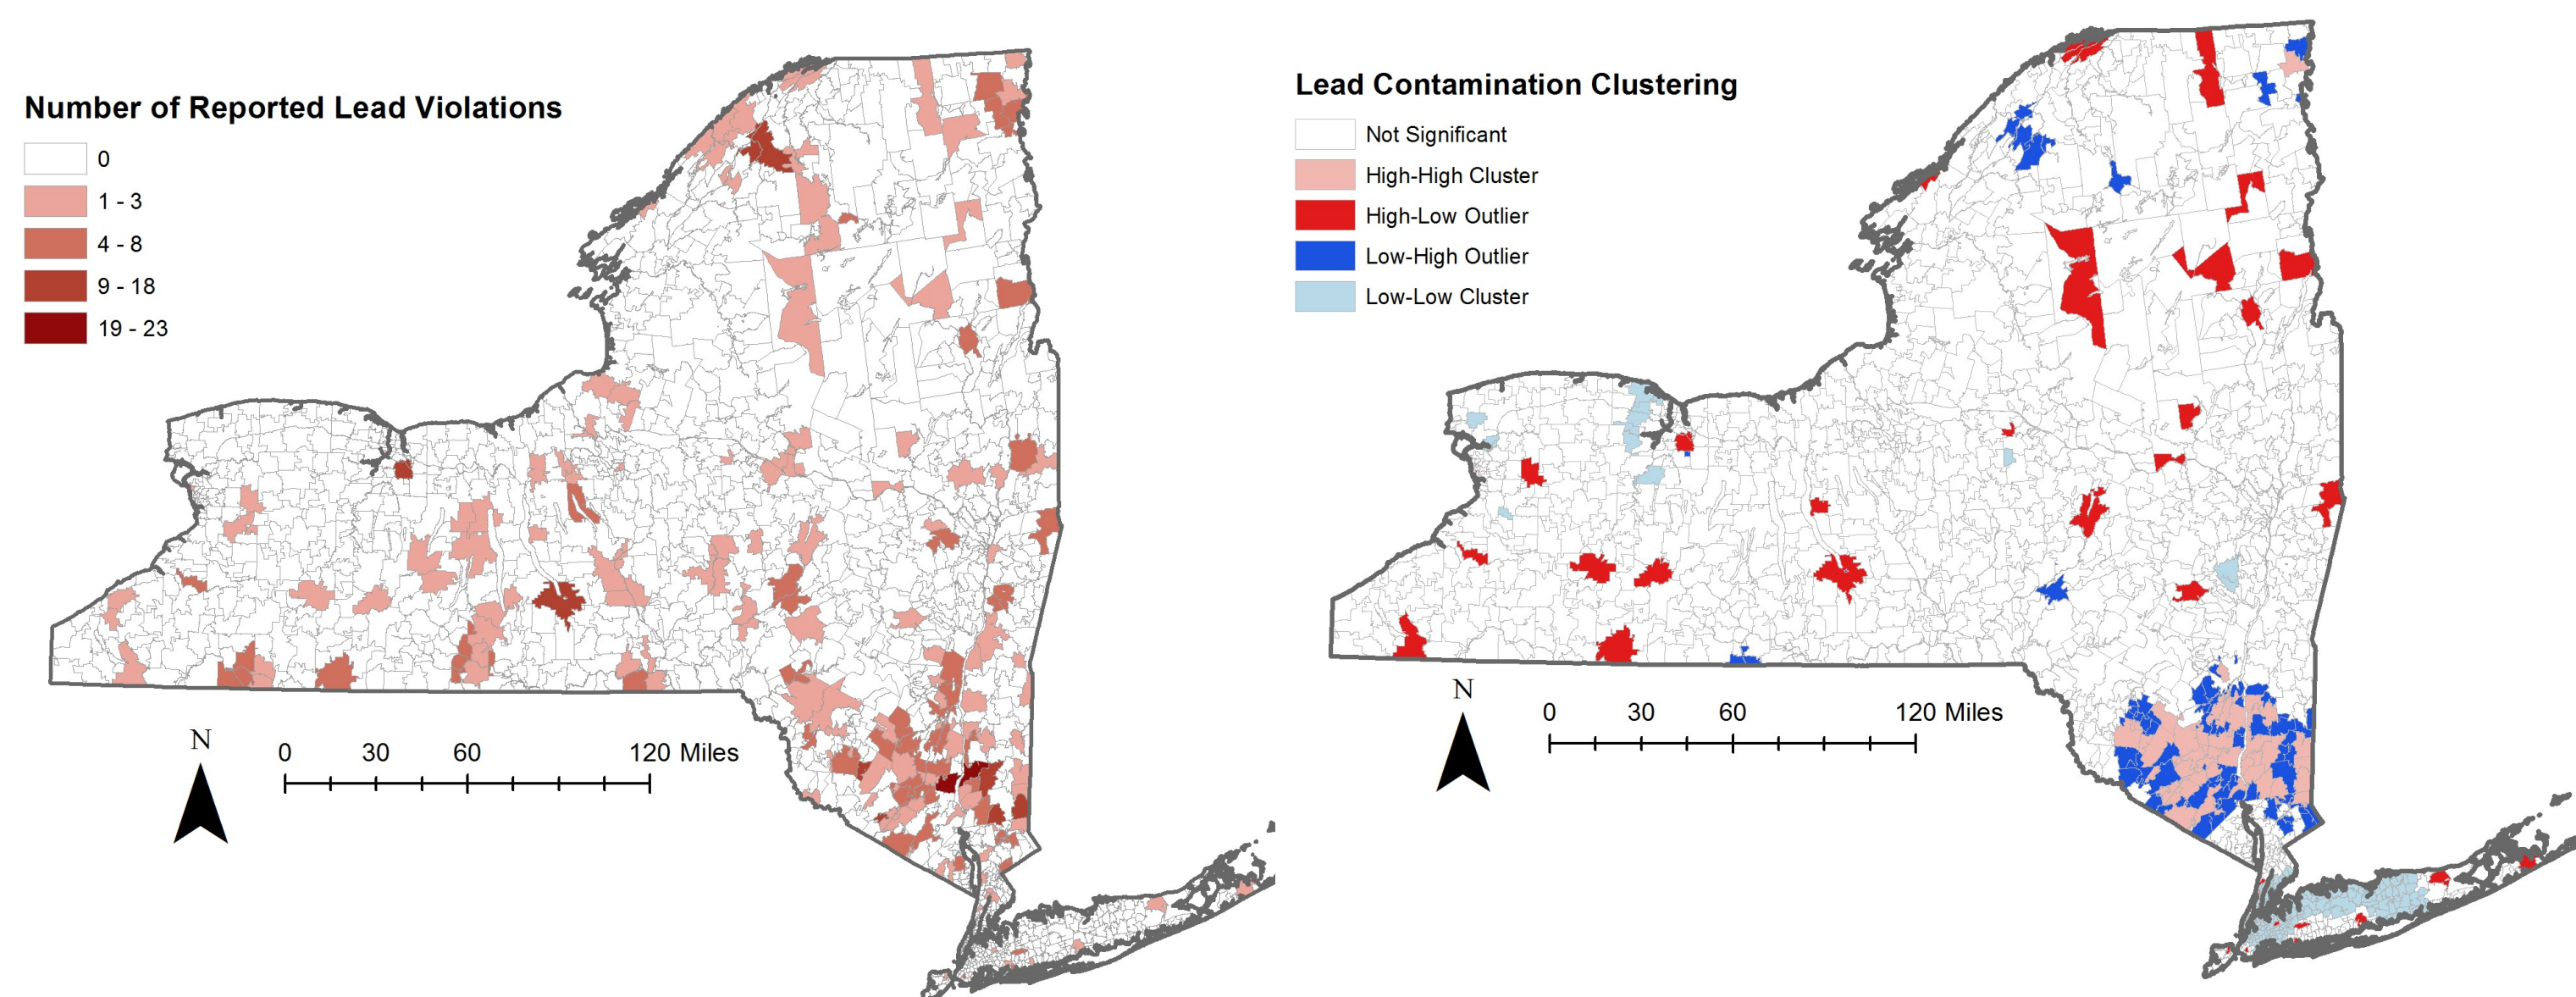 Number of Reported Lead Violations
0
1 - 3
4 - 8
9 - 18
19 - 23
N
0 30 60 120 Miles
Lead Contamination Clustering
Not Significant
High-High Cluster
High-Low Outlier
Low-High Outlier
Low-Low Cluster
N
0 30 60 120 Miles